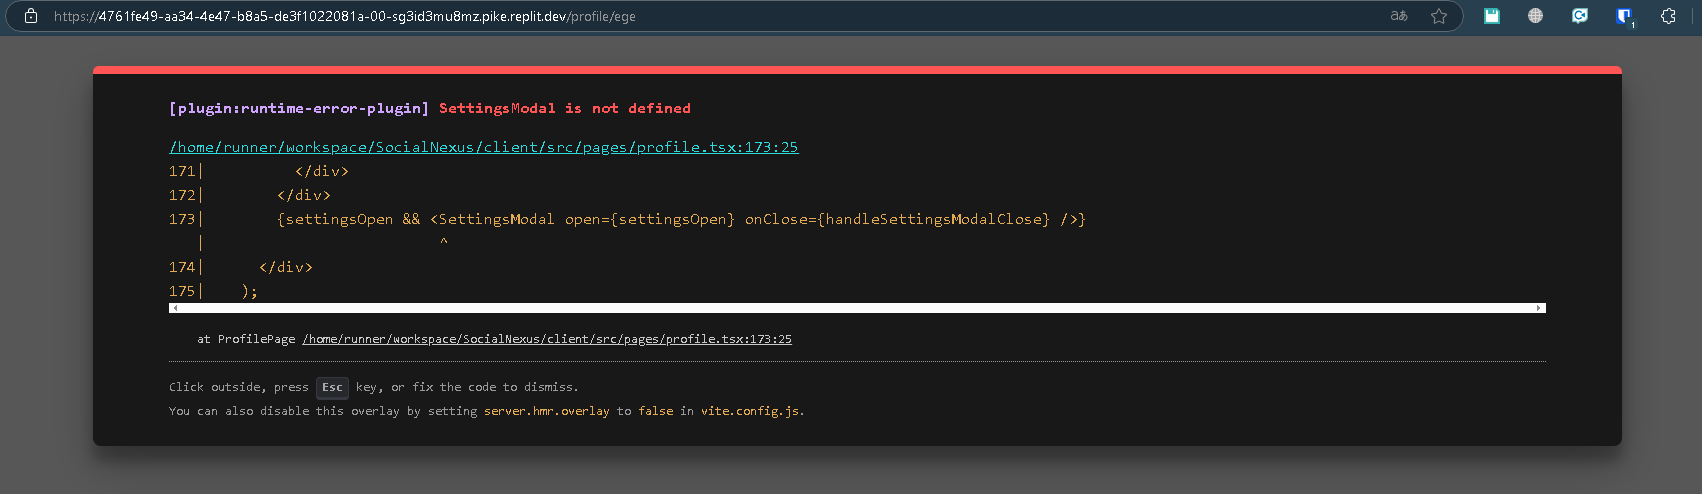 https://4761fe49-aa34-4e47-b8a5-de3f1022081a-00-sg3id3mu8mz.pike.replit.dev/profile/ege
aあ
1
[plugin:runtime-error-plugin] SettingsModal is not defined
/home/runner/workspace/SocialNexus/client/src/pages/profile.tsx:173:25
171|          </div>
172|        </div>
173|        {settingsOpen && <SettingsModal open={settingsOpen} onClose={handleSettingsModalClose} />}
   |                          ^
174|      </div>
175|    );
at ProfilePage /home/runner/workspace/SocialNexus/client/src/pages/profile.tsx:173:25
Click outside, press Esc key, or fix the code to dismiss.
You can also disable this overlay by setting server.hmr.overlay to false in vite.config.js.